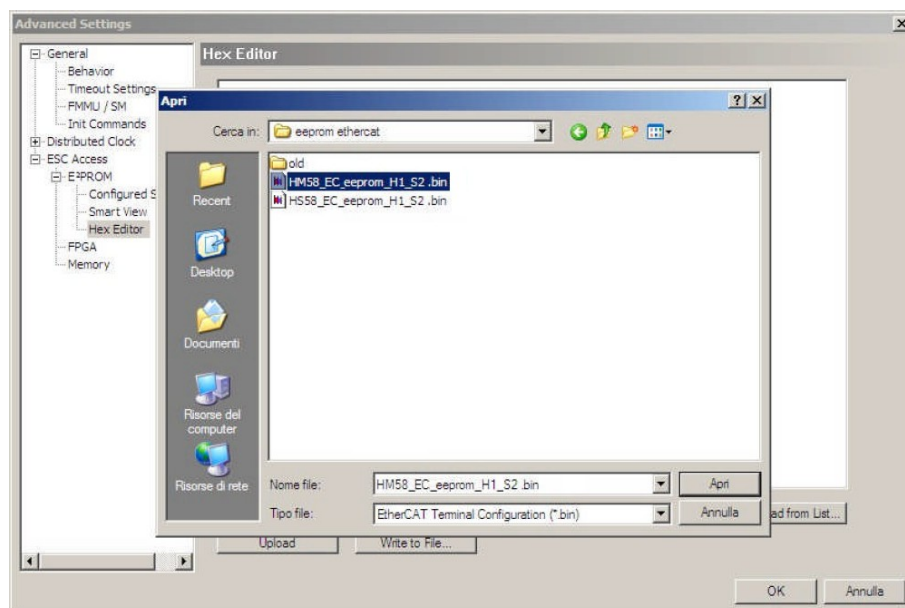 Advanced Settings
General
Behavior
Timeout Settings
FMMU / SM
Init Commands
Distributed Clock
ESC Access
E²PROM
Configured S
Smart View
Hex Editor
FPGA
Memory
Hex Editor
Apri
Cerca in:
eeprom ethercat
Recent
Desktop
Documenti
Risorse del
computer
Risorse di rete
old
HM58_EC_eeprom_H1_S2 .bin
HS58_EC_eeprom_H1_S2 .bin
Nome file:
HM58_EC_eeprom_H1_S2 .bin
Apri
Tipo file:
EtherCAT Terminal Configuration (*.bin)
Annulla
ad from List...
Upload
Write to File...
OK
Annulla